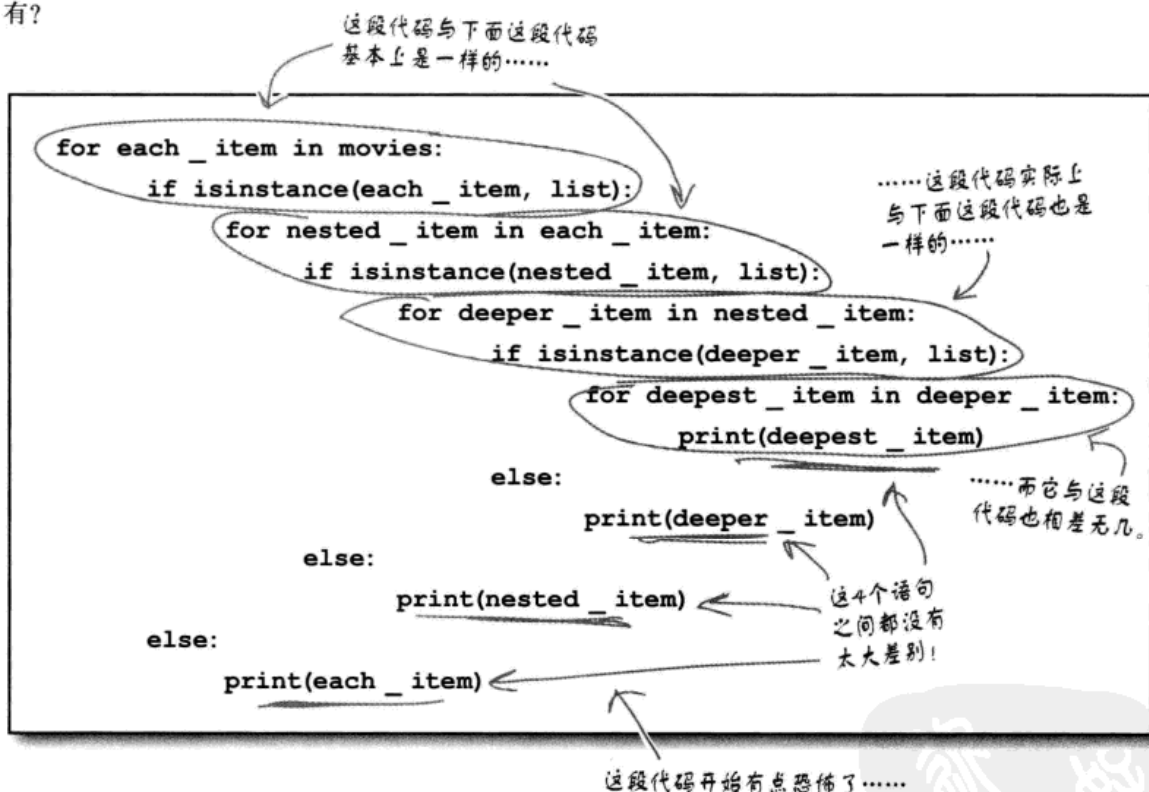 有?
这段代码与下面这段代码
基本上是一样的……
for each _ item in movies:
if isinstance(each _ item, list):
……这段代码实际上
与下面这段代码也是
一样的……
for nested _ item in each _ item:
if isinstance(nested _ item, list):
for deeper _ item in nested _ item:
if isinstance(deeper _ item, list):
for deepest _ item in deeper _ item:
print(deepest _ item)
……而它与这段
代码也相差无几。
else:
print(deeper _ item)
else:
print(nested _ item)
这4个语句
之间都没有
太大差别!
else:
print(each _ item)
这段代码开始有点恐怖了……